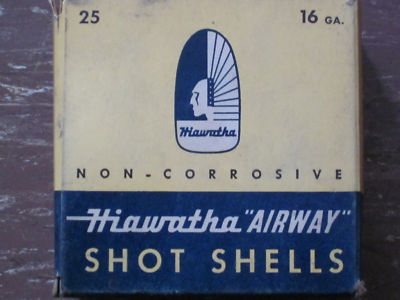 25 16 GA.
Hiawatha
NON-CORROSIVE
Hiawatha "AIRWAY"
SHOT SHELLS